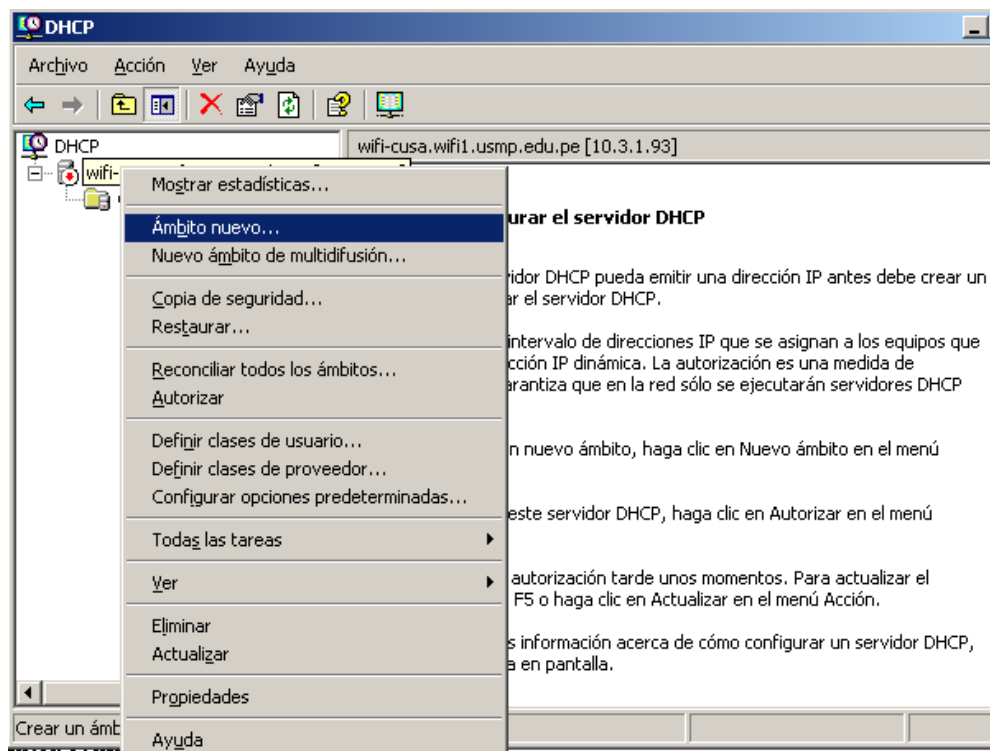 DHCP
Archivo Acción Ver Ayuda
DHCP
wifi-cusa.wifi1.usmp.edu.pe [10.3.1.93]
wifi-
Mostrar estadísticas...
Ámbito nuevo...
Nuevo ámbito de multidifusión...
Copia de seguridad...
Restaurar...
Reconciliar todos los ámbitos...
Autorizar
Definir clases de usuario...
Definir clases de proveedor...
Configurar opciones predeterminadas...
Todas las tareas
Ver
Eliminar
Actualizar
Propiedades
Ayuda
urar el servidor DHCP
idor DHCP pueda emitir una dirección IP antes debe crear un
ar el servidor DHCP.
intervalo de direcciones IP que se asignan a los equipos que
cción IP dinámica. La autorización es una medida de
arantiza que en la red sólo se ejecutarán servidores DHCP
n nuevo ámbito, haga clic en Nuevo ámbito en el menú
este servidor DHCP, haga clic en Autorizar en el menú
autorización tarde unos momentos. Para actualizar el
F5 o haga clic en Actualizar en el menú Acción.
s información acerca de cómo configurar un servidor DHCP,
a en pantalla.
Crear un ámb